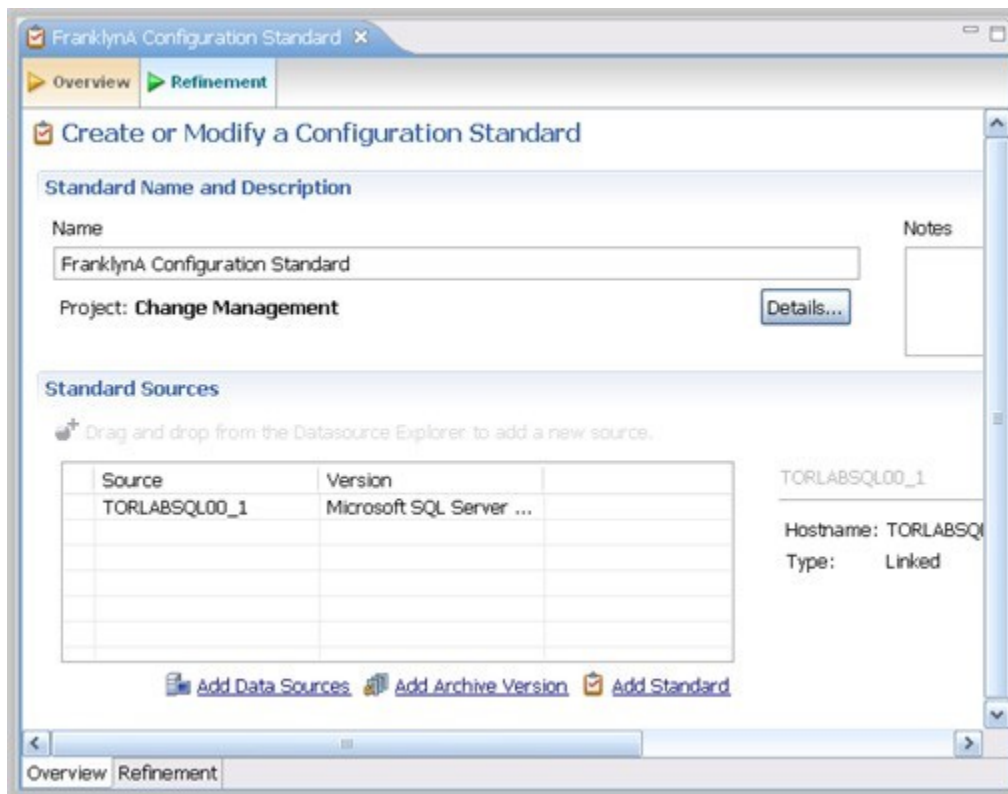 FranklynA Configuration Standard
Overview Refinement
Create or Modify a Configuration Standard
Standard Name and Description
Name Notes
FranklynA Configuration Standard
Project: Change Management Details...
Standard Sources
Drag and drop from the Datasource Explorer to add a new source.
Source Version
TORLABSQL00_1 Microsoft SQL Server ...
TORLABSQL00_1
Hostname: TORLABSQ
Type: Linked
Add Data Sources Add Archive Version Add Standard
Overview Refinement